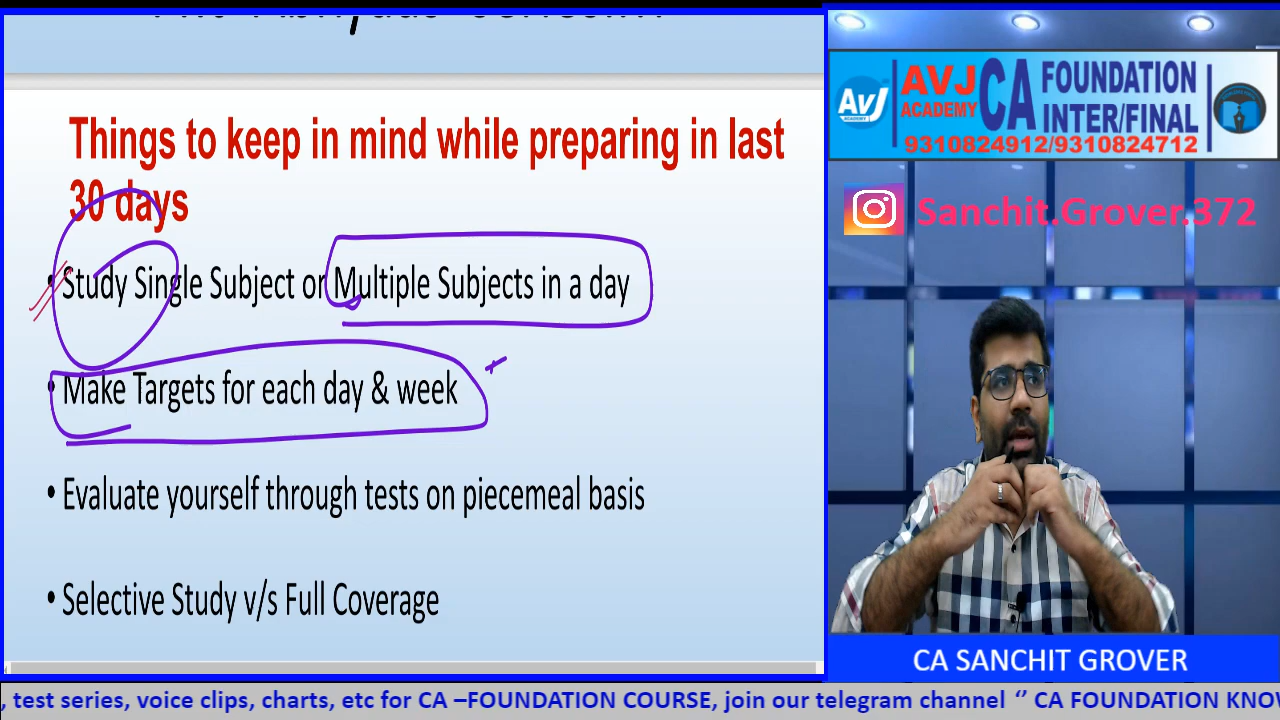 Things to keep in mind while preparing in last
30 days
• Study Single Subject or Multiple Subjects in a day
• Make Targets for each day & week
• Evaluate yourself through tests on piecemeal basis
• Selective Study v/s Full Coverage
AVJ
ACADEMY
CA
FOUNDATION
INTER/FINAL
AVJ
ACADEMY
9310824912/9310824712
Sanchit.Grover.372
CA SANCHIT GROVER
, test series, voice clips, charts, etc for CA –FOUNDATION COURSE, join our telegram channel “ CA FOUNDATION KNO